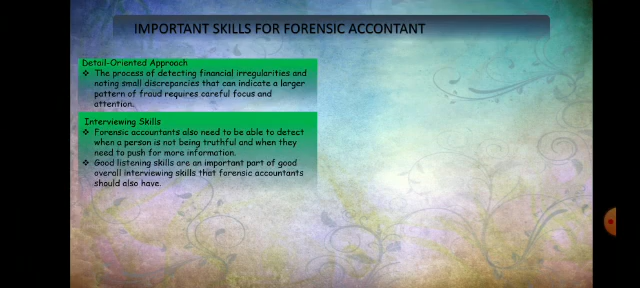 IMPORTANT SKILLS FOR FORENSIC ACCONTANT
Detail-Oriented Approach
❖ The process of detecting financial irregularities and
noting small discrepancies that can indicate a larger
pattern of fraud requires careful focus and
attention.
Interviewing Skills
❖ Forensic accountants also need to be able to detect
when a person is not being truthful and when they
need to push for more information.
❖ Good listening skills are an important part of good
overall interviewing skills that forensic accountants
should also have.